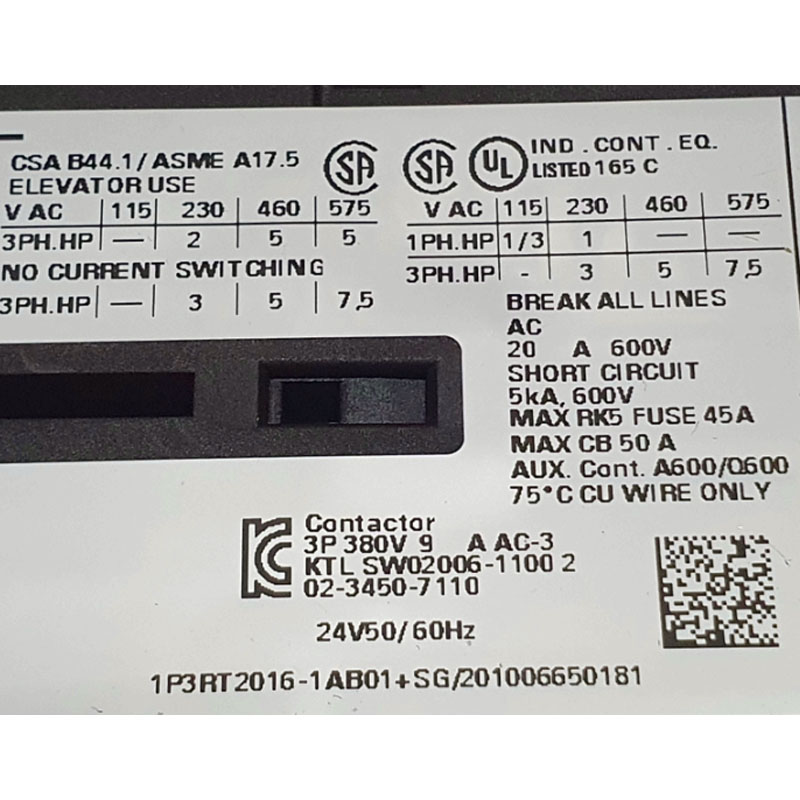 CSA B44.1/ASME A17.5
ELEVATOR USE
V AC | 115 | 230 | 460 | 575
3PH.HP | — | 2 | 5 | 5
NO CURRENT SWITCHING
3PH.HP | — | 3 | 5 | 7,5
SA
SA UL
IND . CONT . EQ.
LISTED 165 C
V AC | 115 | 230 | 460 | 575
1PH.HP | 1/3 | 1 | — | —
3PH.HP | - | 3 | 5 | 7,5
BREAK ALL LINES
AC
20 A 600V
SHORT CIRCUIT
5kA, 600V
MAX RK5 FUSE 45A
MAX CB 50 A
AUX. Cont. A600/Q600
75°C CU WIRE ONLY
Contactor
3P 380V 9 A AC-3
KTL SW02006-1100 2
02-3450-7110
24V50/60Hz
1P3RT2016-1AB01+SG/201006650181